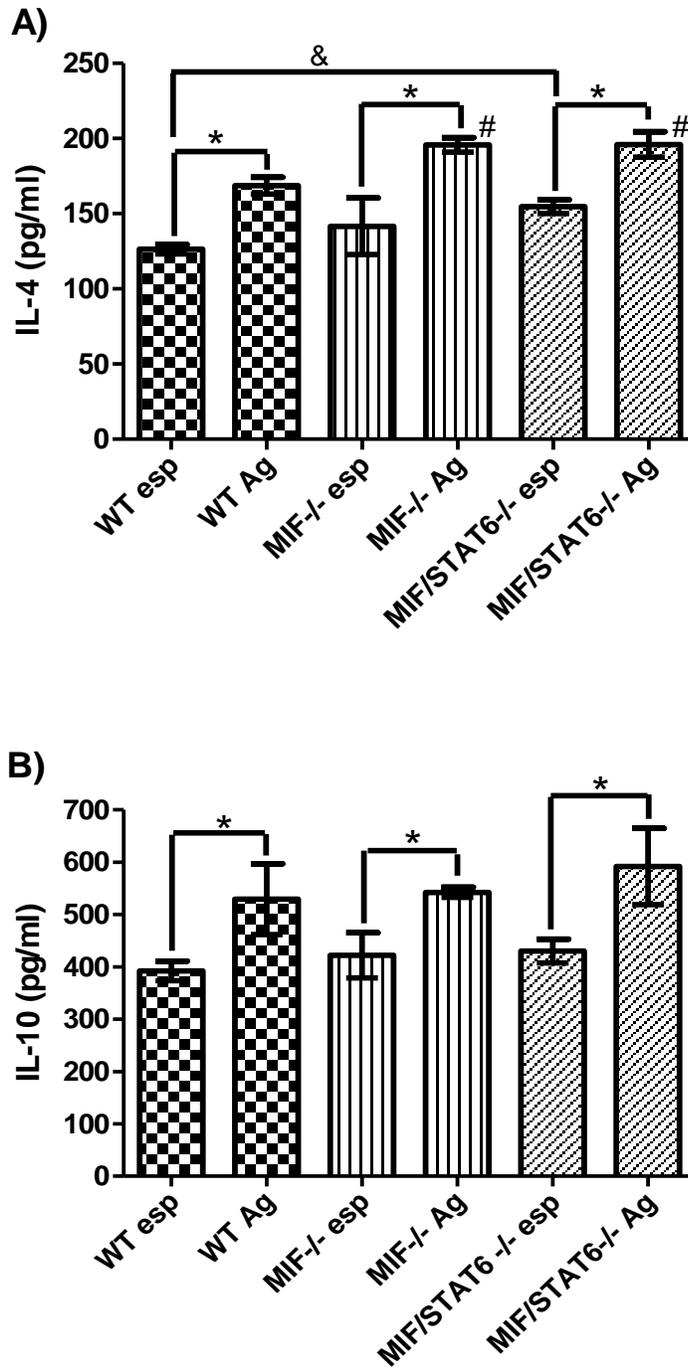 A)
&
250
*
*
*
200
#
#
150
100
50
0
IL-4 (pg/ml)
WT esp
WT Ag
MIF-/- esp
MIF-/- Ag
MIF/STAT6-/- esp
MIF/STAT6-/- Ag
B)
700
*
*
*
600
500
400
300
200
100
0
IL-10 (pg/ml)
WT esp
WT Ag
MIF-/- esp
MIF-/- Ag
MIF/STAT6 -/- esp
MIF/STAT6-/- Ag